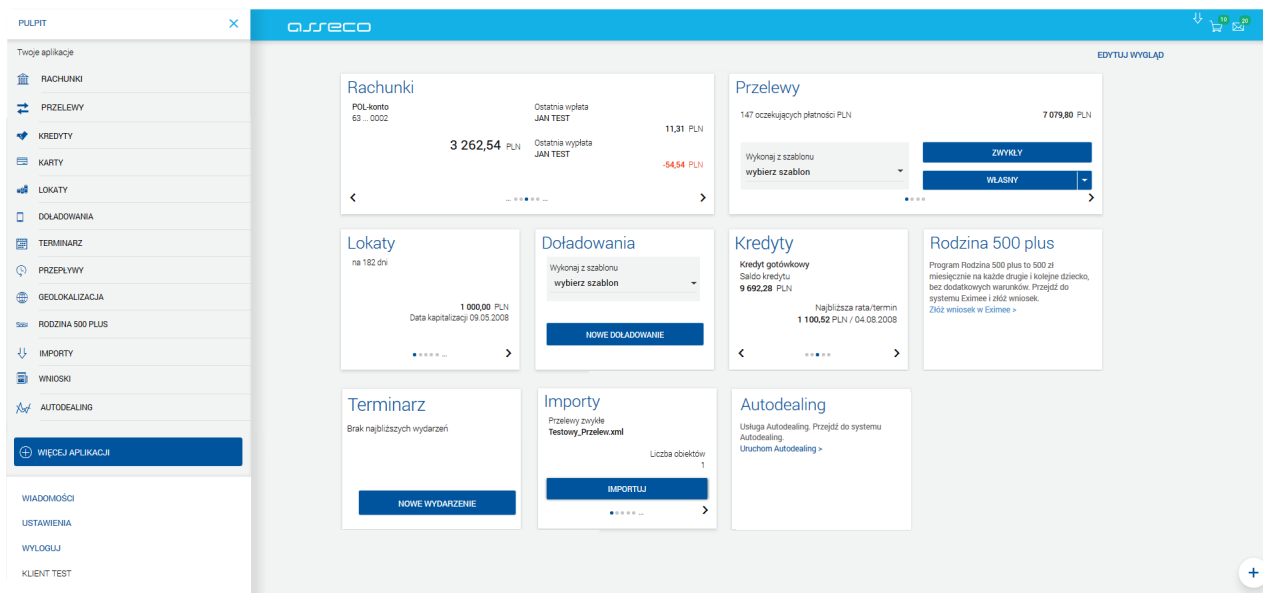 PULPIT
asseco
10
20
EDYTUJ WYGLĄD
Twoje aplikacje
RACHUNKI
PRZELEWY
KREDYTY
KARTY
LOKATY
DOŁADOWANIA
TERMINARZ
PRZEPŁYWY
GEOLOKALIZACJA
RODZINA 500 PLUS
IMPORTY
WNIOSKI
AUTODEALING
WIĘCEJ APLIKACJI
WIADOMOŚCI
USTAWIENIA
WYLOGUJ
KLIENT TEST
Rachunki
POL-konto
63 ... 0002
3 262,54 PLN
Ostatnia wpłata
JAN TEST
11,31 PLN
Ostatnia wypłata
JAN TEST
-54,54 PLN
Przelewy
147 oczekujących płatności PLN
7 079,80 PLN
Wykonaj z szablonu
wybierz szablon
ZWYKŁY
WŁASNY
Lokaty
na 182 dni
1 000,00 PLN
Data kapitalizacji 09.05.2008
Doładowania
Wykonaj z szablonu
wybierz szablon
NOWE DOŁADOWANIE
Kredyty
Kredyt gotówkowy
Saldo kredytu
9 692,28 PLN
Najbliższa rata/termin
1 100,52 PLN / 04.08.2008
Rodzina 500 plus
Program Rodzina 500 plus to 500 zł
miesięcznie na każde drugie i kolejne dziecko,
bez dodatkowych warunków. Przejdź do
systemu Eximee i złóż wniosek.
Złóż wniosek w Eximee >
Terminarz
Brak najbliższych wydarzeń
NOWE WYDARZENIE
Importy
Przelewy zwykłe
Testowy_Przelew.xml
Liczba obiektów
1
IMPORTUJ
Autodealing
Usługa Autodealing. Przejdź do systemu
Autodealing.
Uruchom Autodealing >